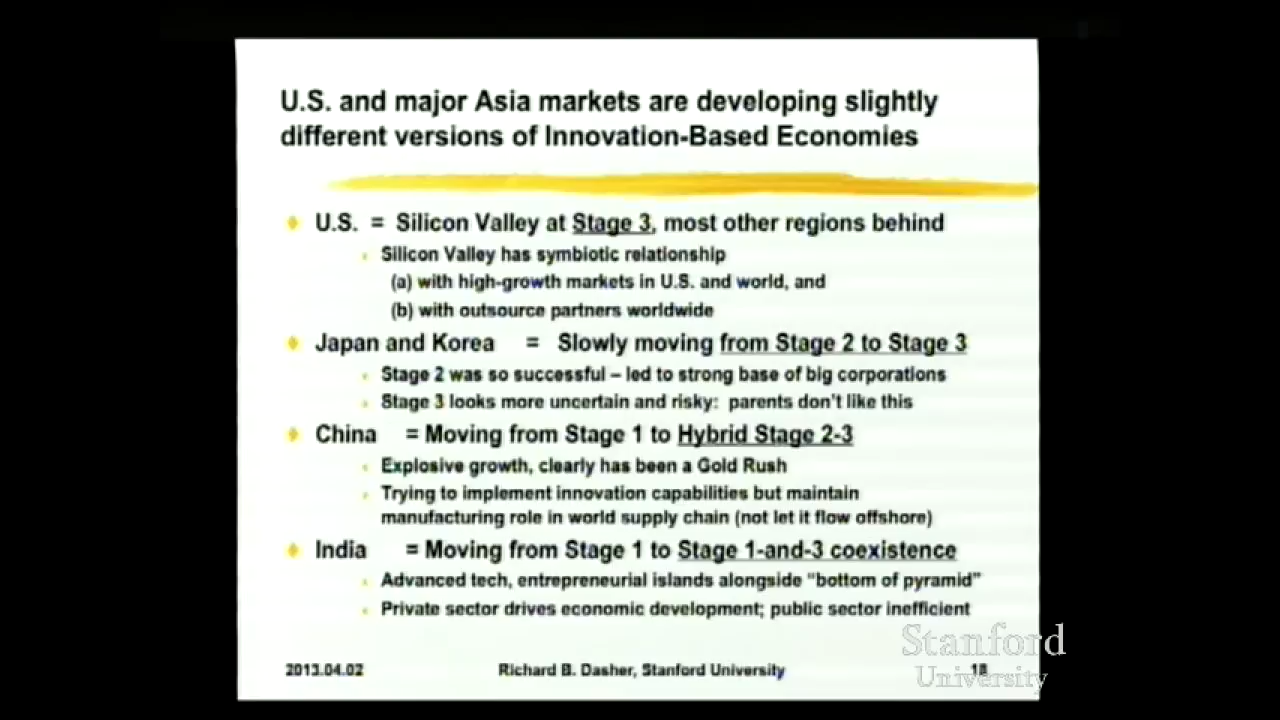 U.S. and major Asia markets are developing slightly
different versions of Innovation-Based Economies
U.S. = Silicon Valley at Stage 3, most other regions behind
Silicon Valley has symbiotic relationship
(a) with high-growth markets in U.S. and world, and
(b) with outsource partners worldwide
Japan and Korea = Slowly moving from Stage 2 to Stage 3
Stage 2 was so successful – led to strong base of big corporations
Stage 3 looks more uncertain and risky: parents don't like this
China = Moving from Stage 1 to Hybrid Stage 2-3
Explosive growth, clearly has been a Gold Rush
Trying to implement innovation capabilities but maintain
manufacturing role in world supply chain (not let it flow offshore)
India = Moving from Stage 1 to Stage 1-and-3 coexistence
Advanced tech, entrepreneurial islands alongside “bottom of pyramid”
Private sector drives economic development; public sector inefficient
2013.04.02 Richard B. Dasher, Stanford University 18
Stanford
University